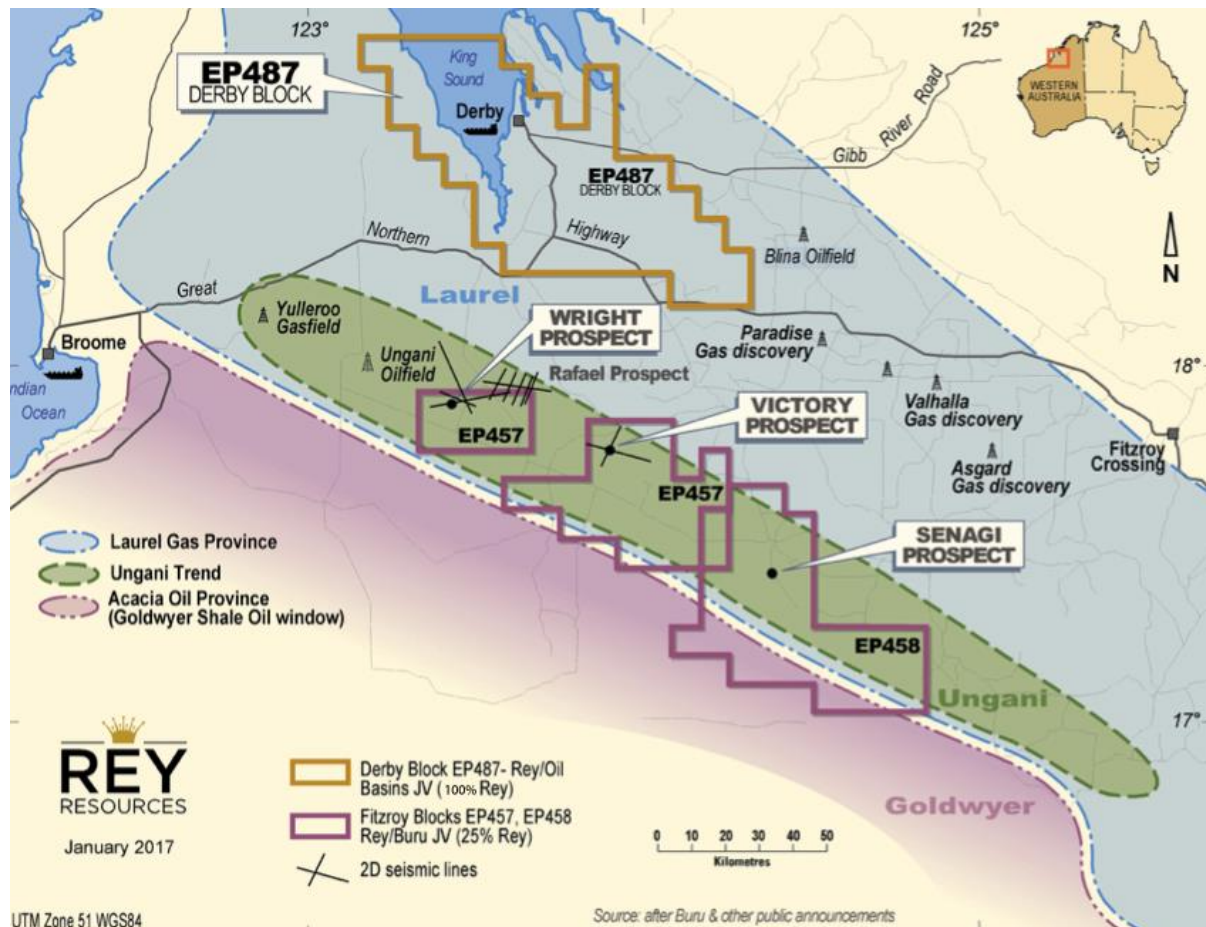 123°
125°
EP487
DERBY BLOCK
King
Sound
Derby
WESTERN
AUSTRALIA
Gibb River Road
EP487
DERBY BLOCK
Northern
Highway
Blina Oilfield
Great
Laurel
Yulleroo
Gasfield
WRIGHT
PROSPECT
Paradise
Gas discovery
N
Broome
Ungani
Oilfield
Rafael Prospect
18°
ndian
Ocean
VICTORY
PROSPECT
Valhalla
Gas discovery
EP457
Fitzroy
Crossing
Asgard
Gas discovery
EP457
SENAGI
PROSPECT
Laurel Gas Province
Ungani Trend
Acacia Oil Province
(Goldwyer Shale Oil window)
EP458
Ungani
17°
REY
RESOURCES
January 2017
Derby Block EP487- Rey/Oil
Basins JV (100% Rey)
Fitzroy Blocks EP457, EP458
Rey/Buru JV (25% Rey)
2D seismic lines
Goldwyer
0 10 20 30 40 50
Kilometres
UTM Zone 51 WGS84
Source: after Buru & other public announcements